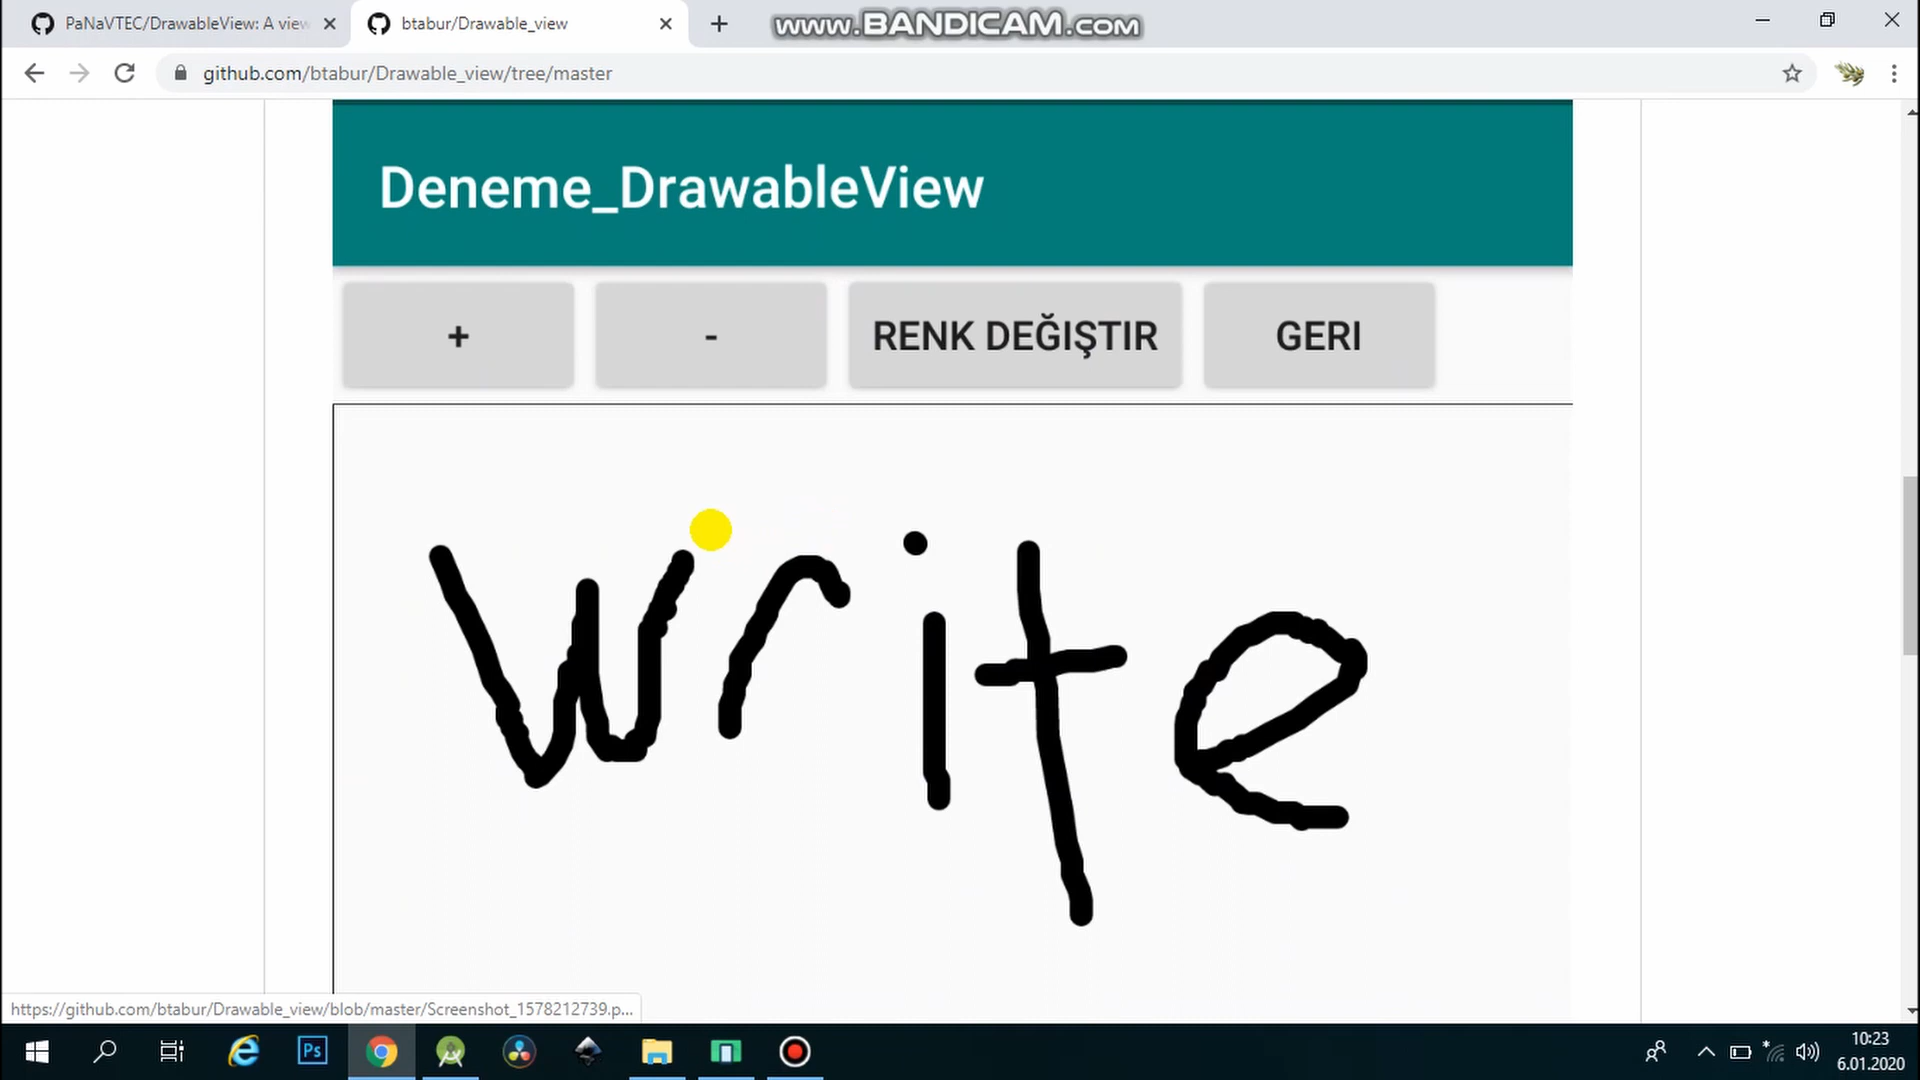 PaNaVTEC/DrawableView: A view
btabur/Drawable_view
www.BANDICAM.com
github.com/btabur/Drawable_view/tree/master
Deneme_DrawableView
+ - RENK DEĞIŞTIR GERI
write
https://github.com/btabur/Drawable_view/blob/master/Screenshot_1578212739.p...
Ps
10:23
6.01.2020